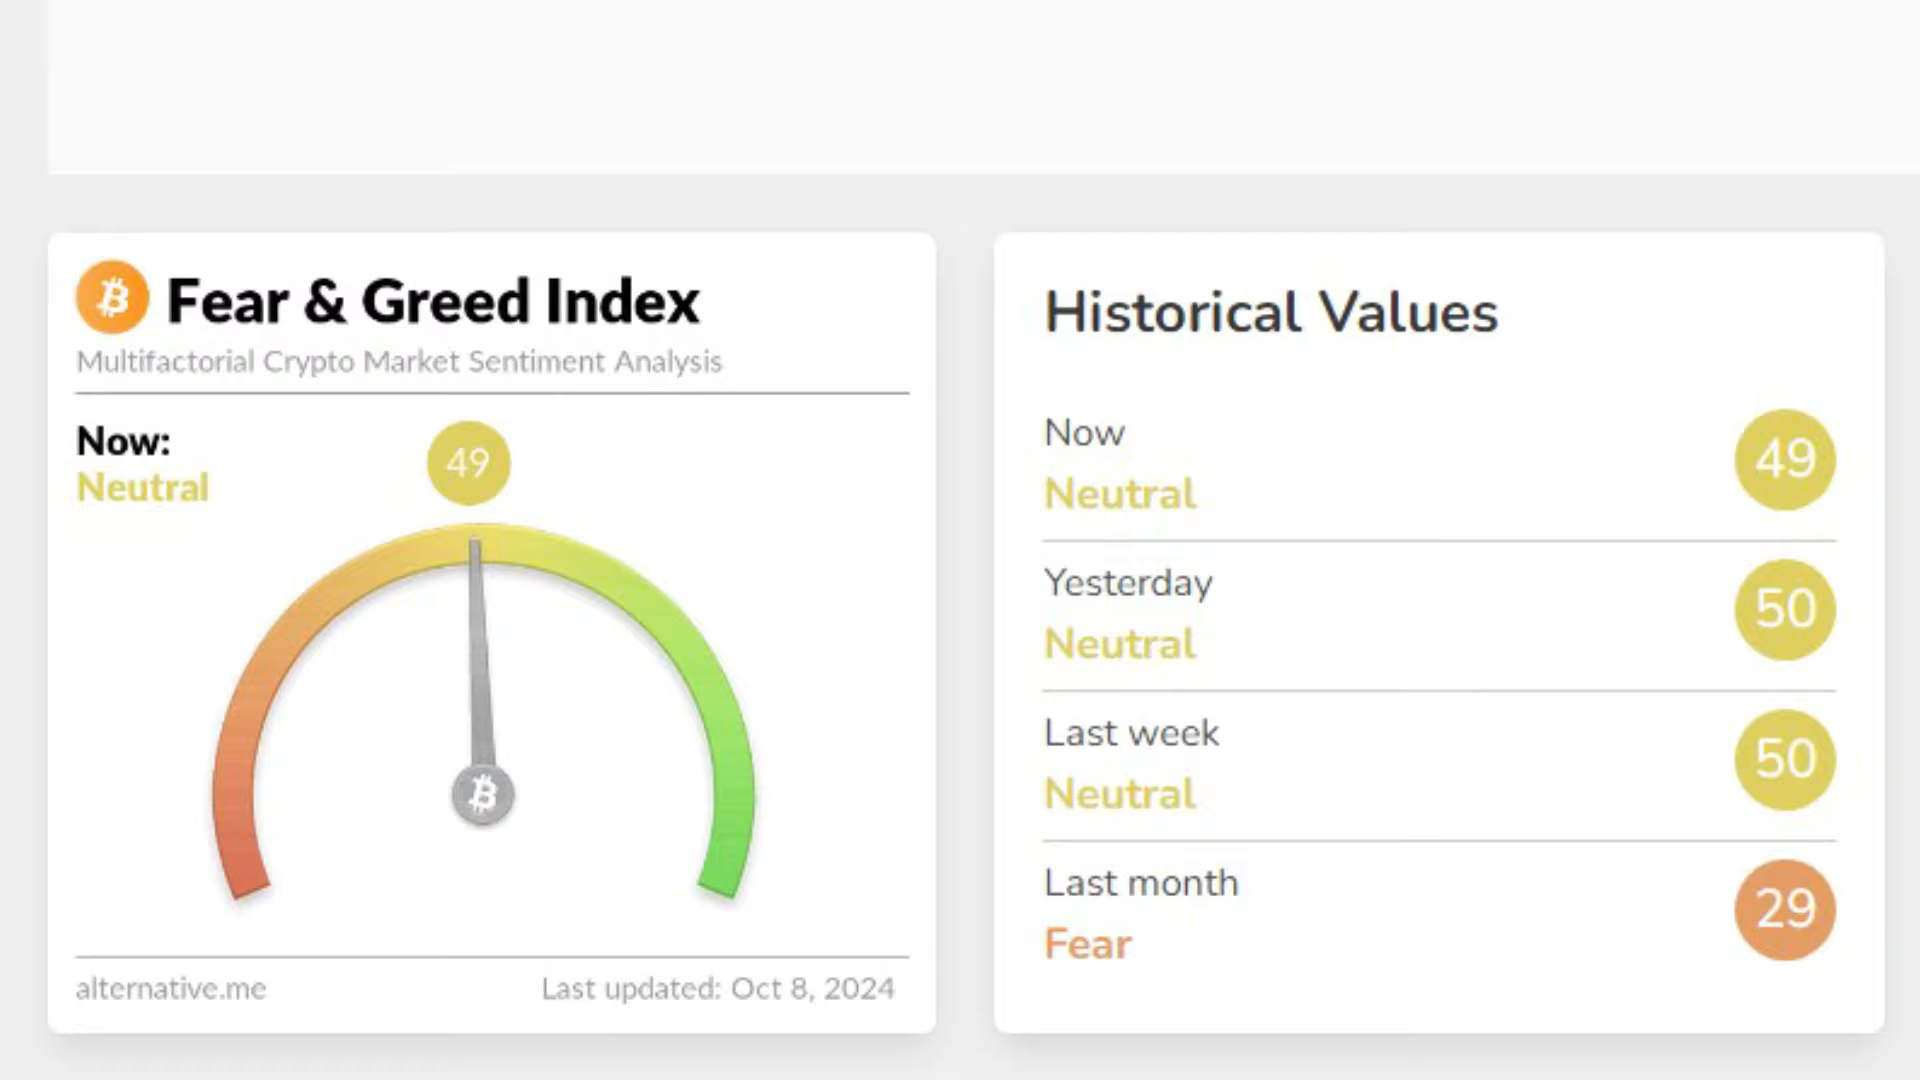 Fear & Greed Index
Multifactorial Crypto Market Sentiment Analysis
Now:
Neutral
49
alternative.me
Last updated: Oct 8, 2024
Historical Values
Now
Neutral
49
Yesterday
Neutral
50
Last week
Neutral
50
Last month
Fear
29